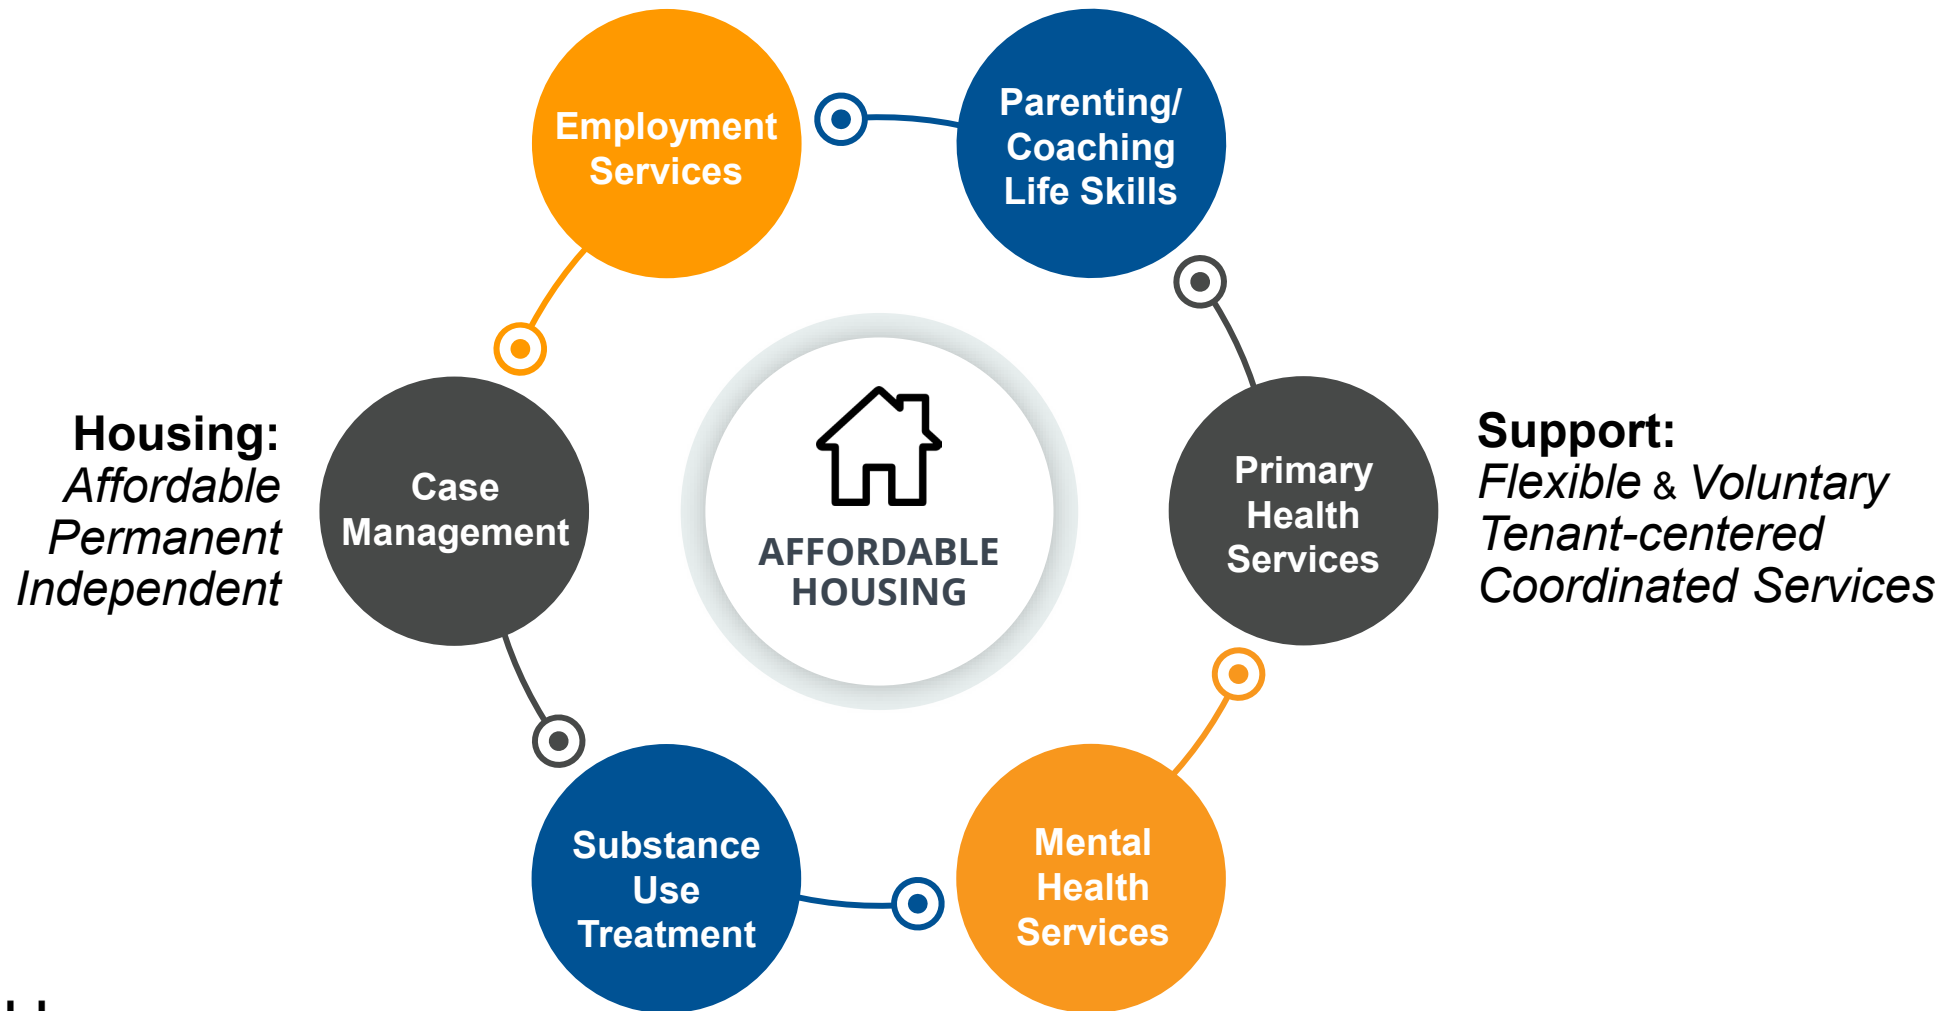 Employment
Services
Parenting/
Coaching
Life Skills
Housing:
Affordable
Permanent
Independent
Case
Management
AFFORDABLE
HOUSING
Primary
Health
Services
Support:
Flexible & Voluntary
Tenant-centered
Coordinated Services
Substance
Use
Treatment
Mental
Health
Services